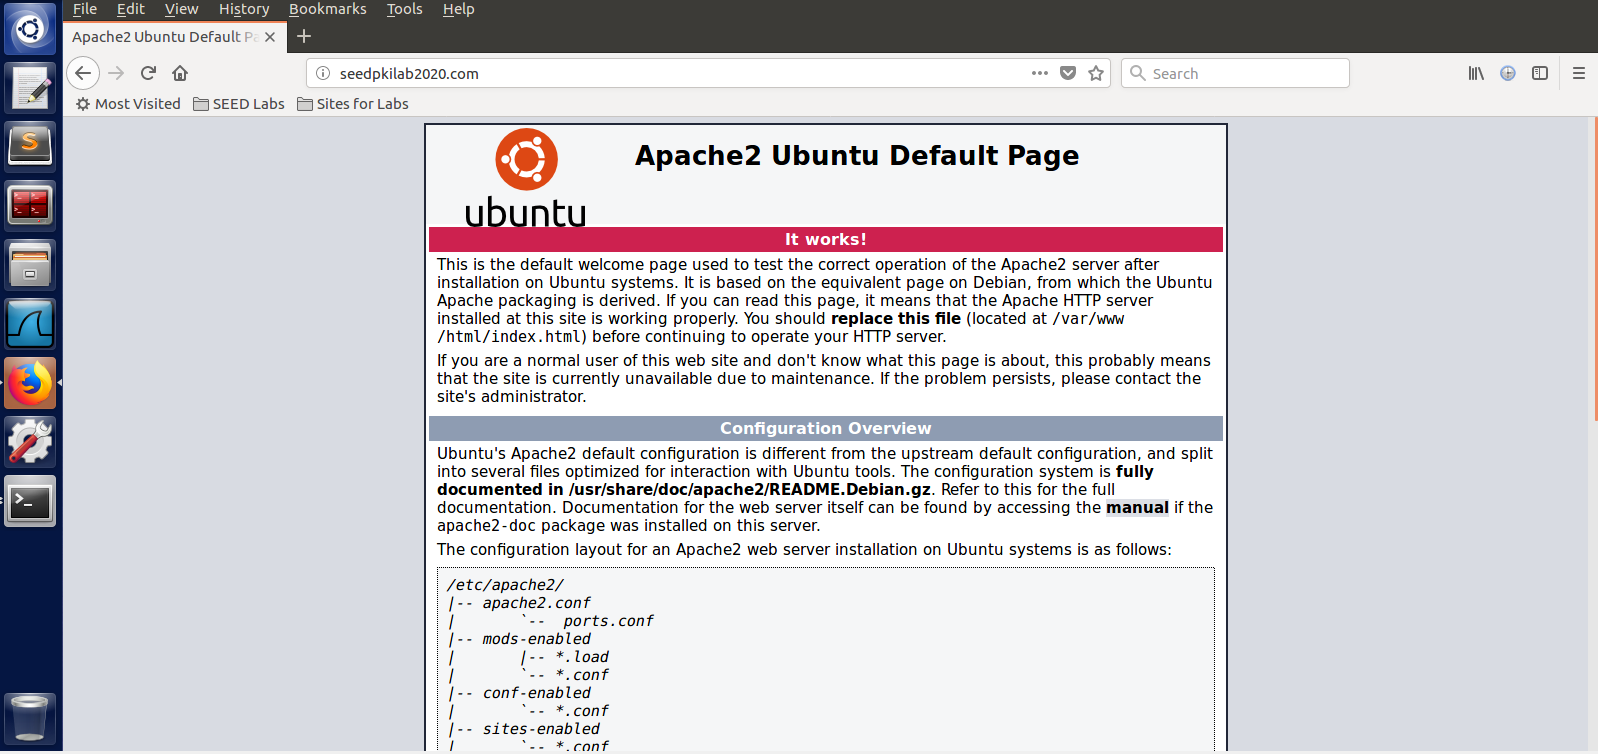 File Edit View History Bookmarks Tools Help
Apache2 Ubuntu Default Pa
seedpkilab2020.com
Search
Most Visited SEED Labs Sites for Labs
ubuntu
Apache2 Ubuntu Default Page
It works!
This is the default welcome page used to test the correct operation of the Apache2 server after
installation on Ubuntu systems. It is based on the equivalent page on Debian, from which the Ubuntu
Apache packaging is derived. If you can read this page, it means that the Apache HTTP server
installed at this site is working properly. You should replace this file (located at /var/www
/html/index.html) before continuing to operate your HTTP server.
If you are a normal user of this web site and don't know what this page is about, this probably means
that the site is currently unavailable due to maintenance. If the problem persists, please contact the
site's administrator.
Configuration Overview
Ubuntu's Apache2 default configuration is different from the upstream default configuration, and split
into several files optimized for interaction with Ubuntu tools. The configuration system is fully
documented in /usr/share/doc/apache2/README.Debian.gz. Refer to this for the full
documentation. Documentation for the web server itself can be found by accessing the manual if the
apache2-doc package was installed on this server.
The configuration layout for an Apache2 web server installation on Ubuntu systems is as follows:
/etc/apache2/
|-- apache2.conf
|       `--  ports.conf
|-- mods-enabled
|       |-- *.load
|       `-- *.conf
|-- conf-enabled
|       `-- *.conf
|-- sites-enabled
|       `-- *.conf